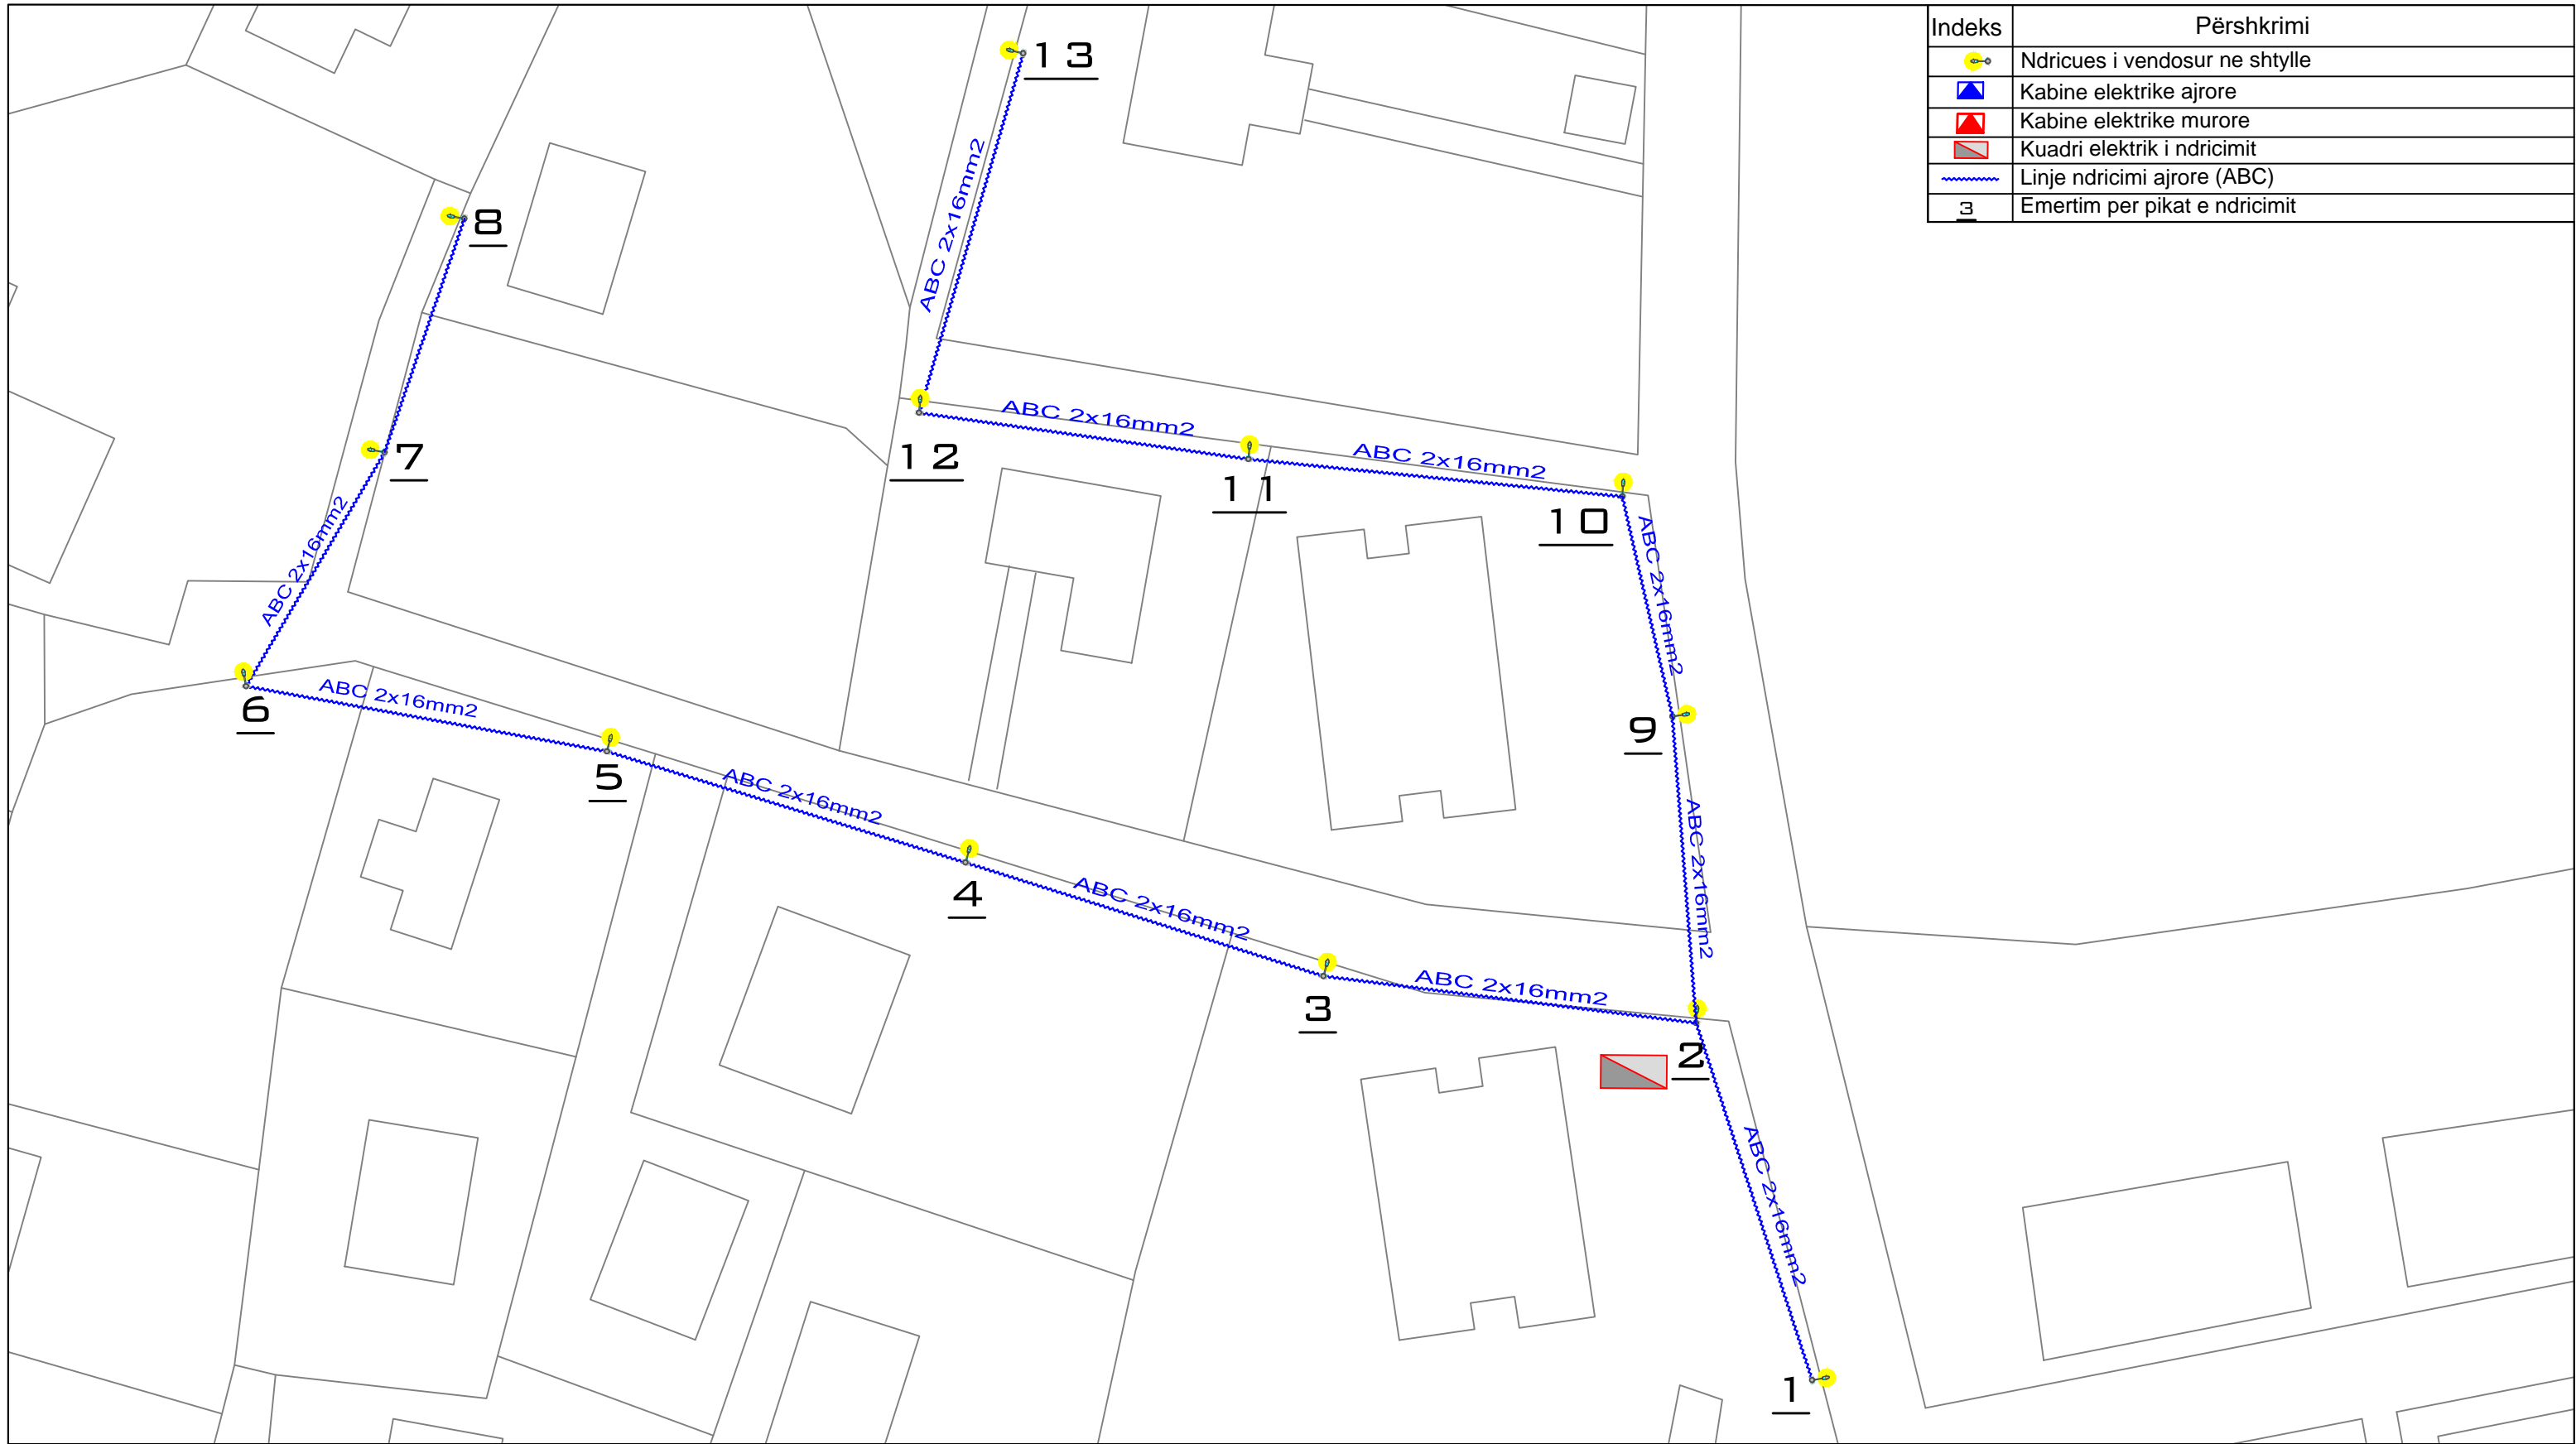 Indeks Përshkrimi
Ndricues i vendosur ne shtylle
Kabine elektrike ajrore
Kabine elektrike murore
Kuadri elektrik i ndricimit
Linje ndricimi ajrore (ABC)
3 Emertim per pikat e ndricimit
13
ABC 2x16mm2
8
7
12
ABC 2x16mm2
11
ABC 2x16mm2
10
ABC 2x16mm2
ABC 2x16mm2
6
ABC 2x16mm2
9
5
ABC 2x16mm2
ABC 2x16mm2
4
ABC 2x16mm2
3
ABC 2x16mm2
2
ABC 2x16mm2
1